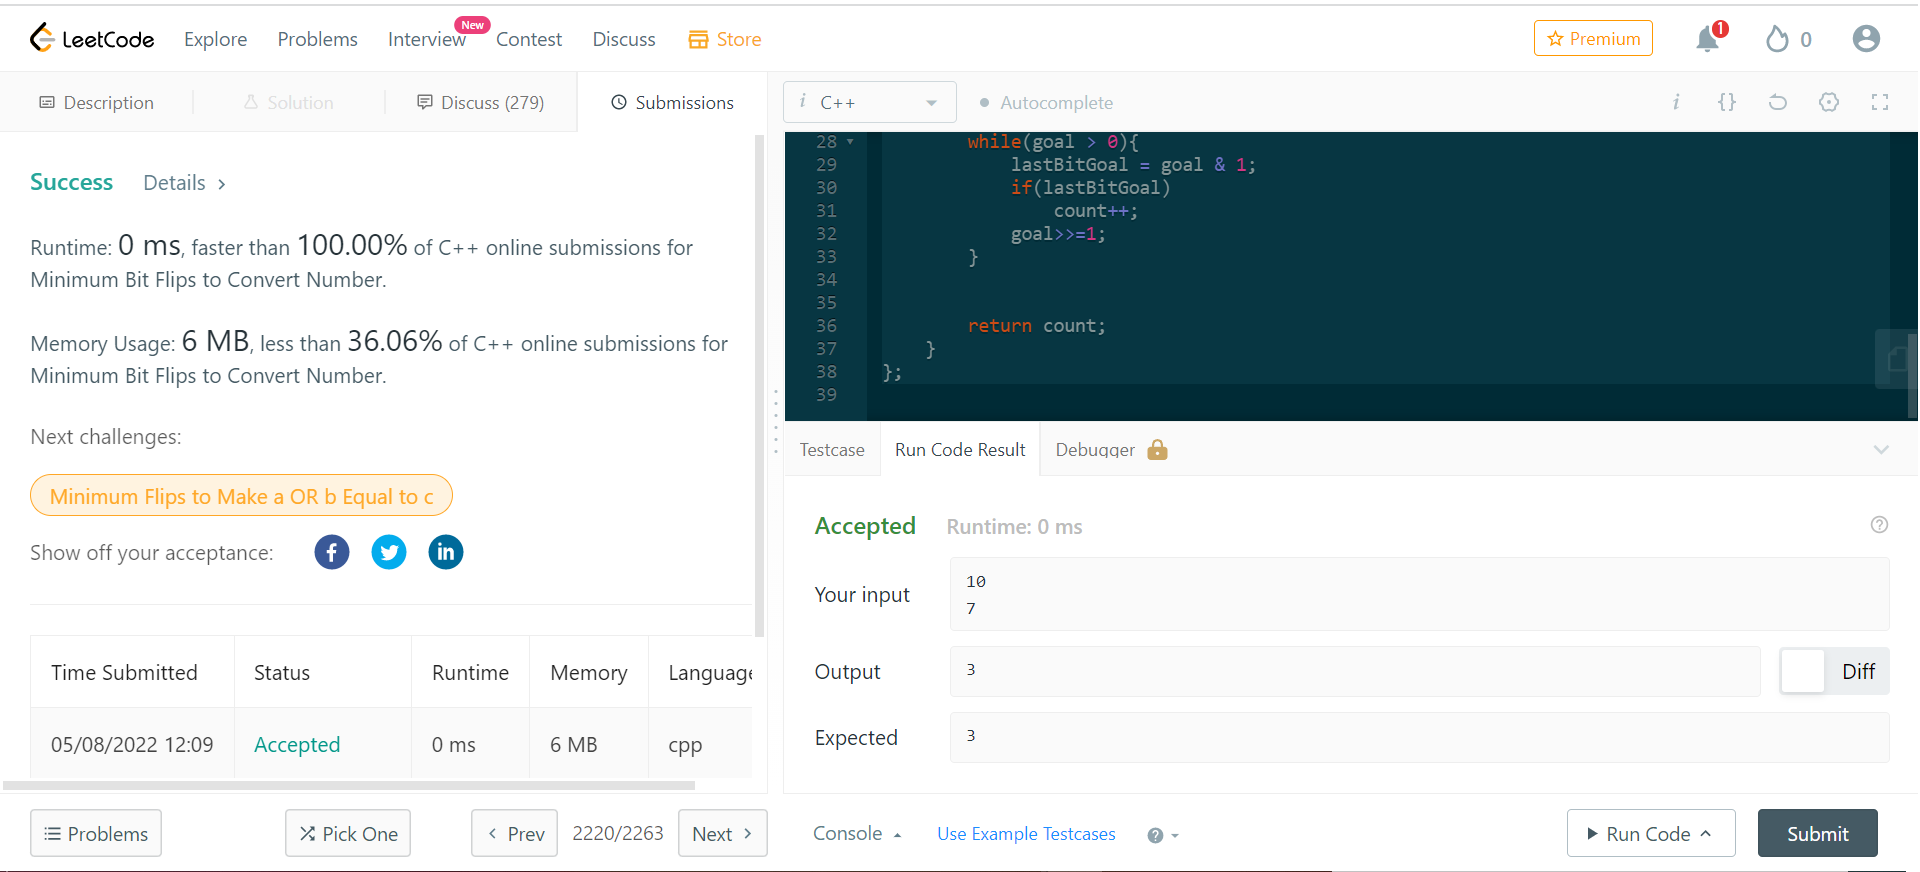 LeetCode Explore Problems Interview New Contest Discuss Store Premium 1 0
Description Solution Discuss (279) Submissions
Success Details >
Runtime: 0 ms, faster than 100.00% of C++ online submissions for
Minimum Bit Flips to Convert Number.
Memory Usage: 6 MB, less than 36.06% of C++ online submissions for
Minimum Bit Flips to Convert Number.
Next challenges:
Minimum Flips to Make a OR b Equal to c
Show off your acceptance:
Time Submitted Status Runtime Memory Language
05/08/2022 12:09 Accepted 0 ms 6 MB cpp
Problems Pick One < Prev 2220/2263 Next >
i C++ Autocomplete i {}
28 while(goal > 0){
29 lastBitGoal = goal & 1;
30 if(lastBitGoal)
31 count++;
32 goal>>=1;
33 }
34
35
36 return count;
37 }
38 };
39
Testcase Run Code Result Debugger
Accepted Runtime: 0 ms
Your input
10
7
Output 3 Diff
Expected 3
Console Use Example Testcases Run Code Submit